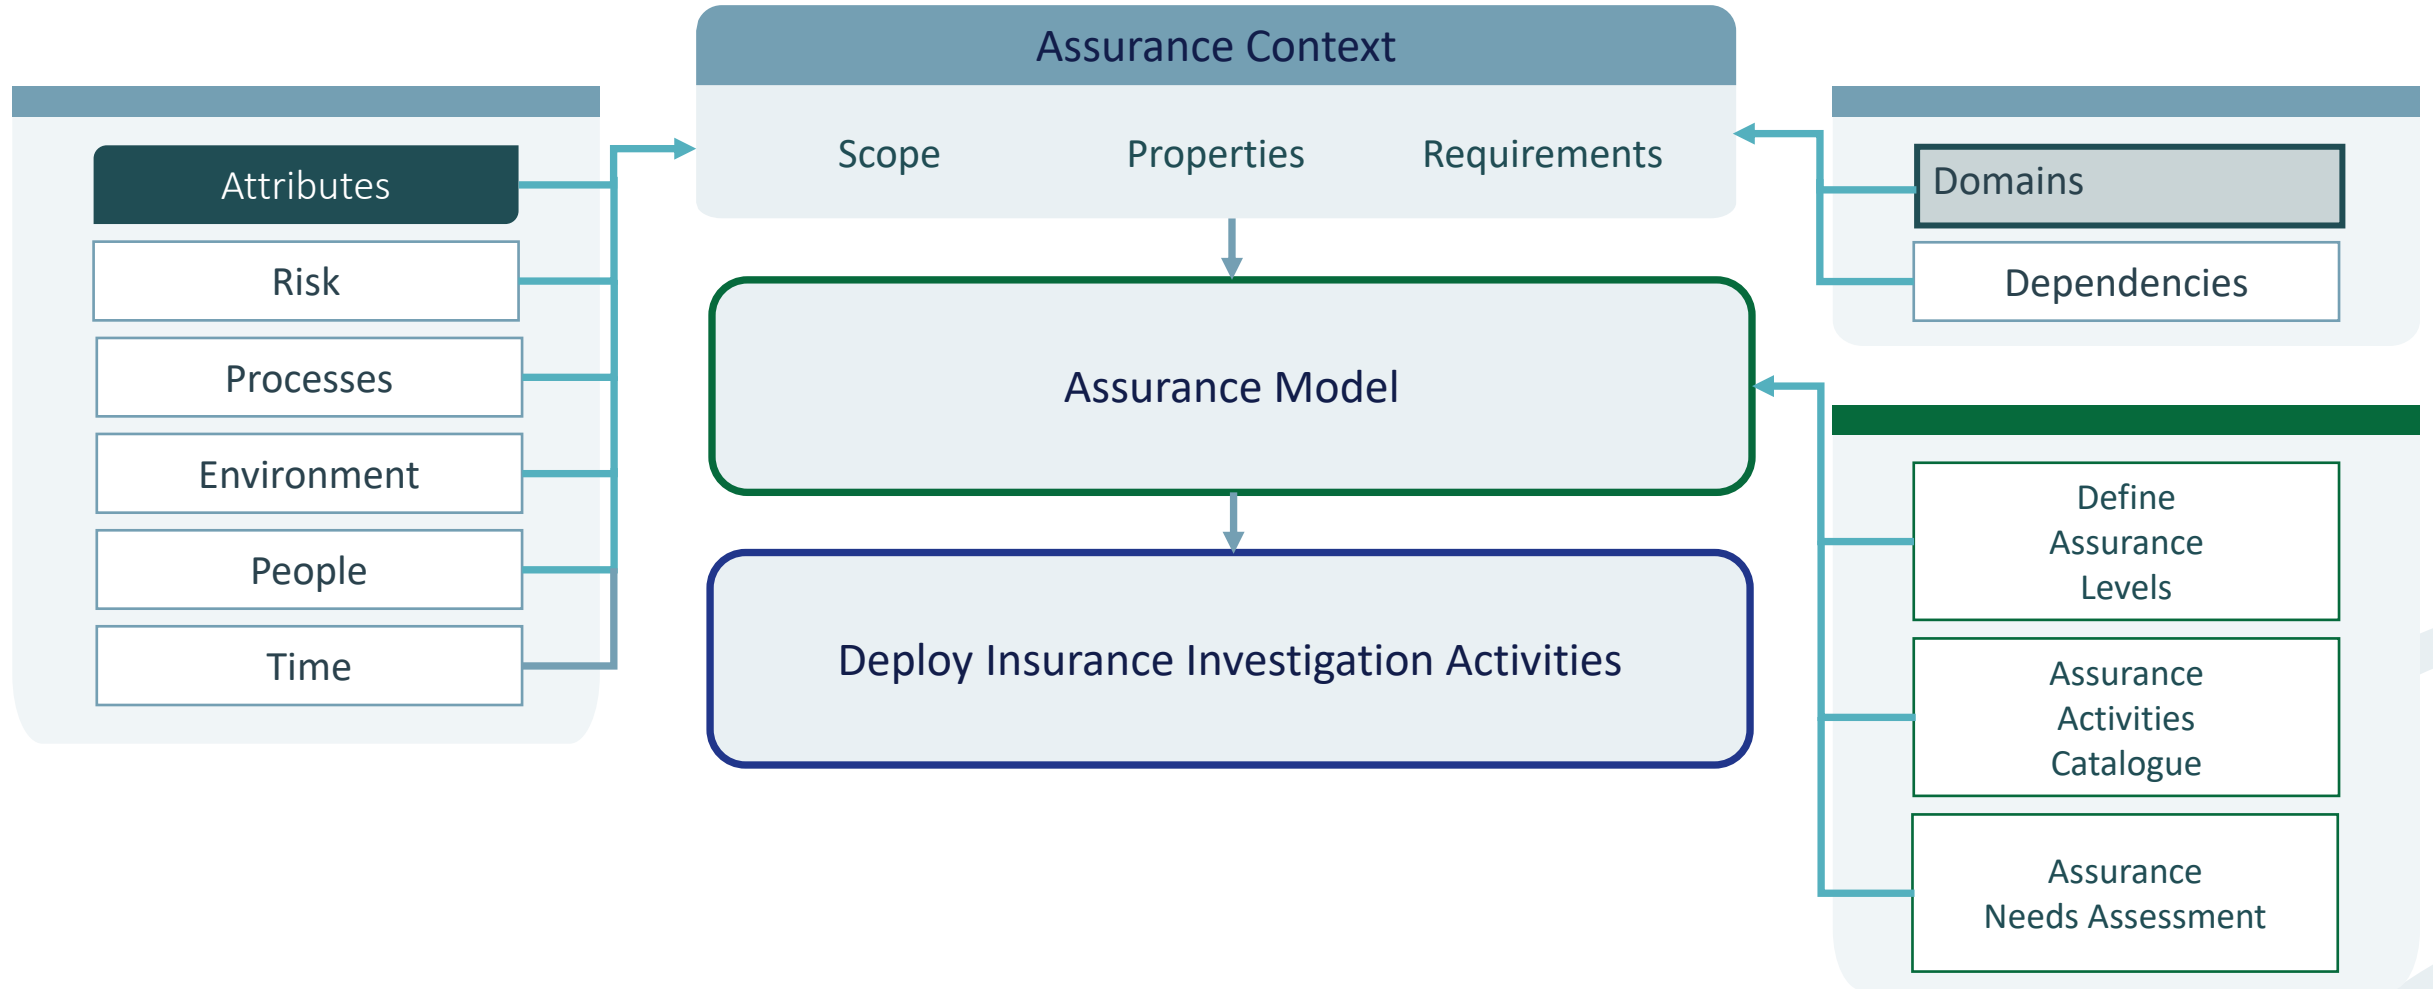 Assurance Context
Scope
Properties
Requirements
Attributes
Risk
Processes
Environment
People
Time
Assurance Model
Deploy Insurance Investigation Activities
Domains
Dependencies
Define
Assurance
Levels
Assurance
Activities
Catalogue
Assurance
Needs Assessment